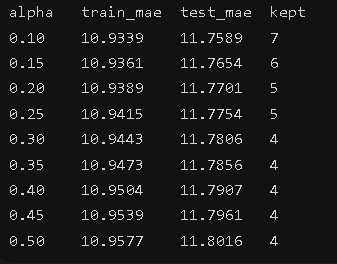 alpha train_mae test_mae kept
0.10 10.9339 11.7589 7
0.15 10.9361 11.7654 6
0.20 10.9389 11.7701 5
0.25 10.9415 11.7754 5
0.30 10.9443 11.7806 4
0.35 10.9473 11.7856 4
0.40 10.9504 11.7907 4
0.45 10.9539 11.7961 4
0.50 10.9577 11.8016 4